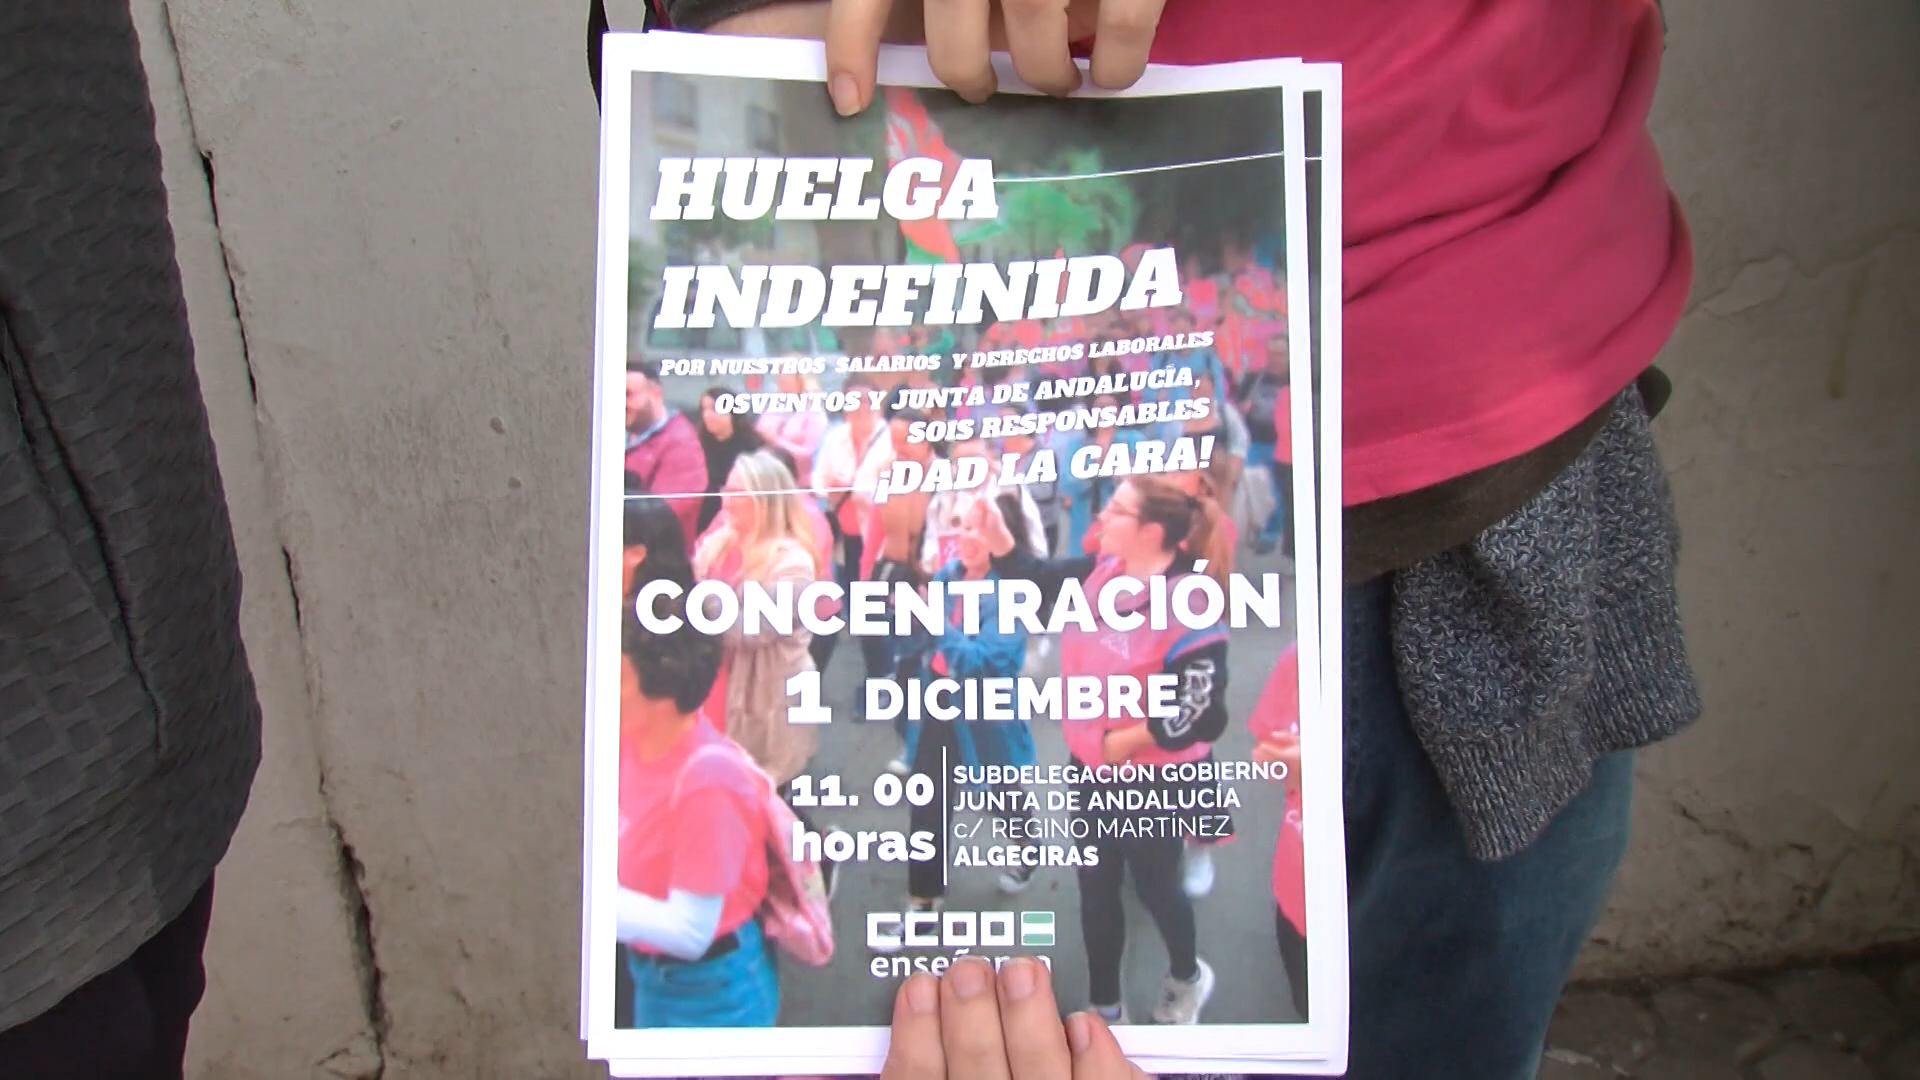 HUELGA
INDEFINIDA
POR NUESTROS SALARIOS Y DERECHOS LABORALES
OSVENTOS Y JUNTA DE ANDALUCÍA,
SOIS RESPONSABLES
¡DAD LA CARA!
CONCENTRACIÓN
1 DICIEMBRE
11. 00
horas
SUBDELEGACIÓN GOBIERNO
JUNTA DE ANDALUCÍA
c/ REGINO MARTÍNEZ
ALGECIRAS
CCOO
enseñanza